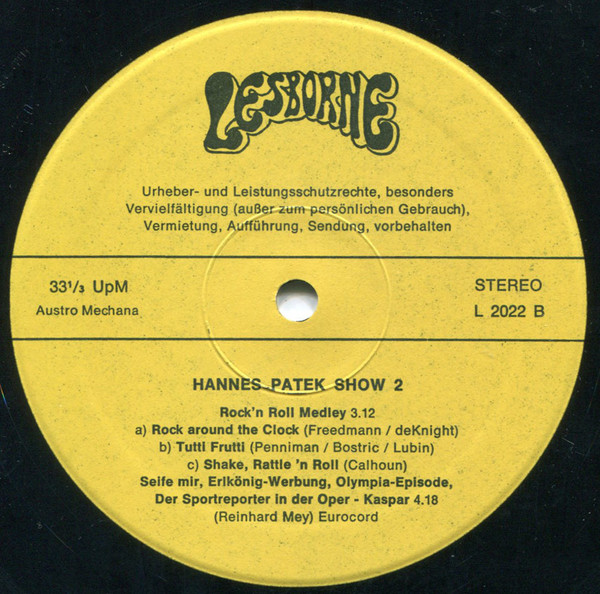 LESBORNE
Urheber- und Leistungsschutzrechte, besonders
Vervielfältigung (außer zum persönlichen Gebrauch),
Vermietung, Aufführung, Sendung, vorbehalten
33⅓ UpM
Austro Mechana
STEREO
L 2022 B
HANNES PATEK SHOW 2
Rock'n Roll Medley 3.12
a) Rock around the Clock (Freedmann / deKnight)
b) Tutti Frutti (Penniman / Bostric / Lubin)
c) Shake, Rattle 'n Roll (Calhoun)
Seife mir, Erlkönig-Werbung, Olympia-Episode,
Der Sportreporter in der Oper - Kaspar 4.18
(Reinhard Mey) Eurocord